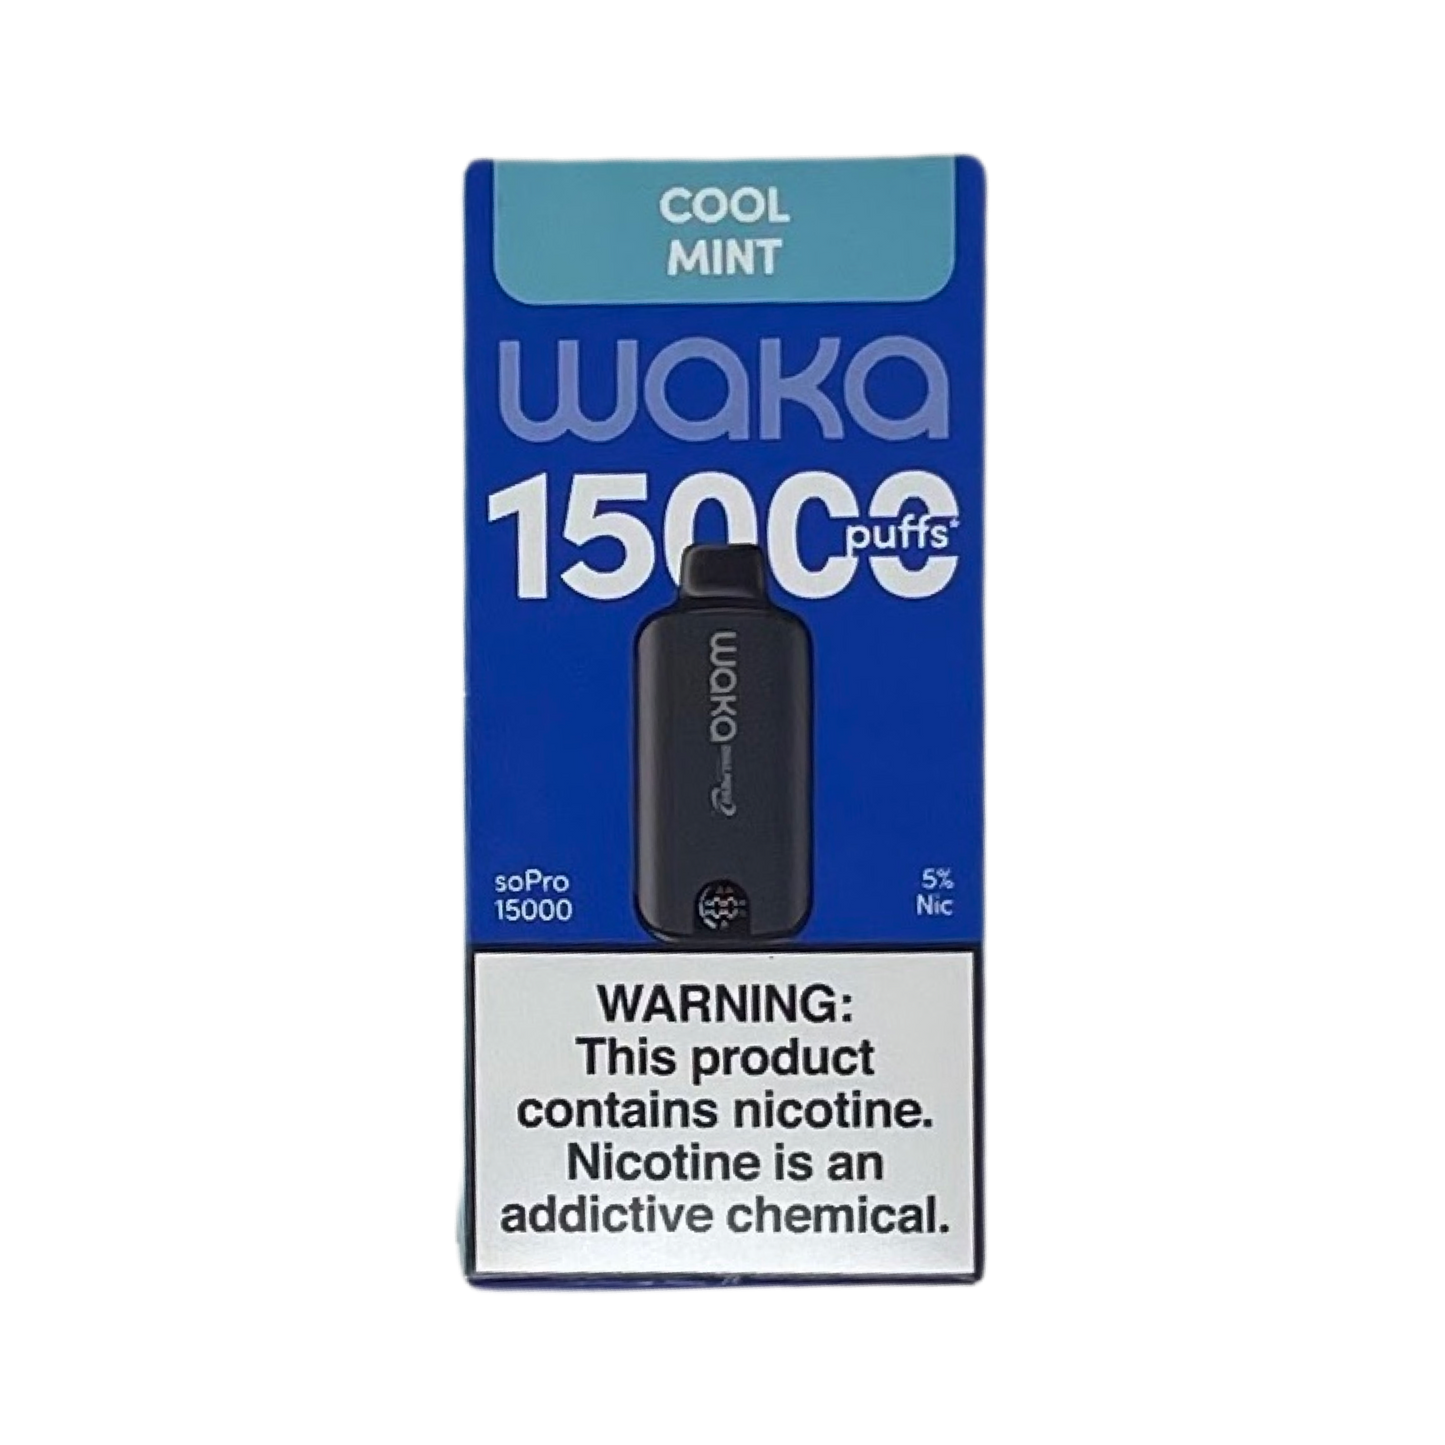 COOL
MINT
waka
15000
puffs*
waka
soPro
15000
5%
Nic
WARNING:
This product
contains nicotine.
Nicotine is an
addictive chemical.